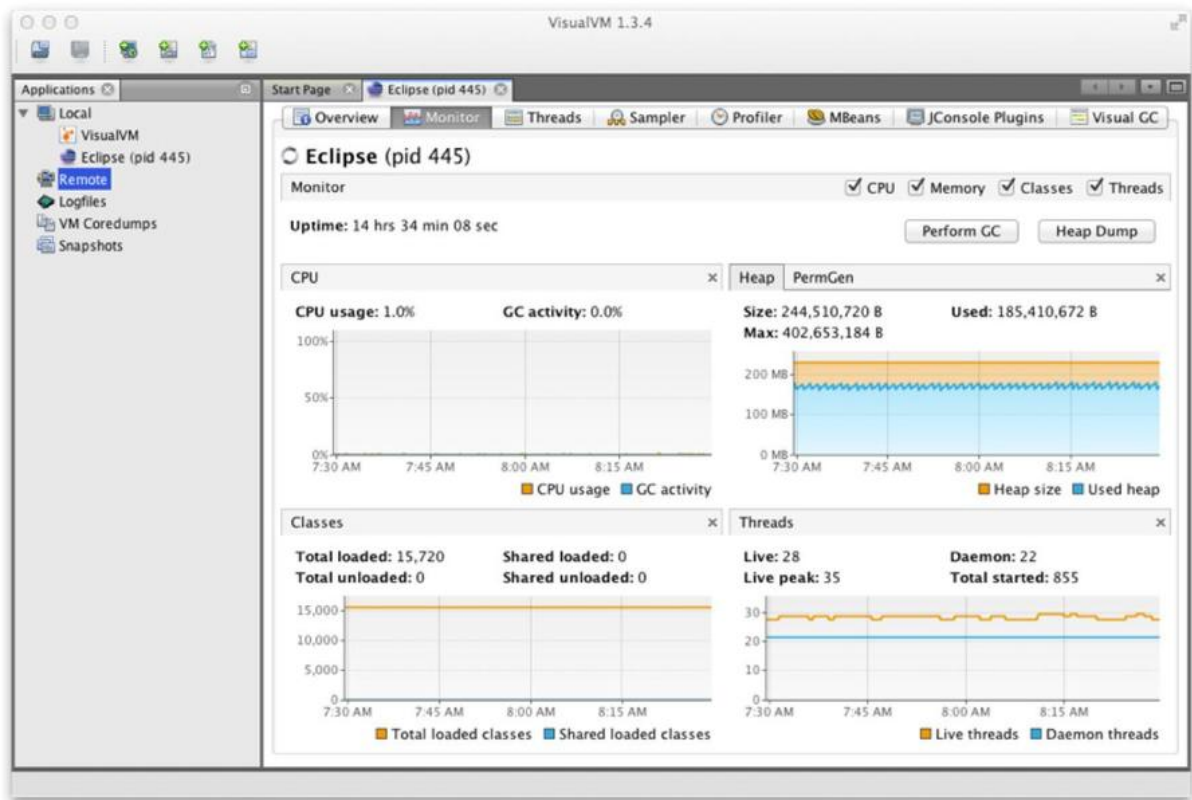 VisualVM 1.3.4
Applications
Start Page Eclipse (pid 445)
Local
VisualVM
Eclipse (pid 445)
Remote
Logfiles
VM Coredumps
Snapshots
Overview Monitor Threads Sampler Profiler MBeans JConsole Plugins Visual GC
Eclipse (pid 445)
Monitor CPU Memory Classes Threads
Uptime: 14 hrs 34 min 08 sec Perform GC Heap Dump
CPU
CPU usage: 1.0% GC activity: 0.0%
100%
50%
0%
7:30 AM 7:45 AM 8:00 AM 8:15 AM
CPU usage GC activity
Heap PermGen
Size: 244,510,720 B Used: 185,410,672 B
Max: 402,653,184 B
200 MB
100 MB
0 MB
7:30 AM 7:45 AM 8:00 AM 8:15 AM
Heap size Used heap
Classes
Total loaded: 15,720 Shared loaded: 0
Total unloaded: 0 Shared unloaded: 0
15,000
10,000
5,000
0
7:30 AM 7:45 AM 8:00 AM 8:15 AM
Total loaded classes Shared loaded classes
Threads
Live: 28 Daemon: 22
Live peak: 35 Total started: 855
30
20
10
0
7:30 AM 7:45 AM 8:00 AM 8:15 AM
Live threads Daemon threads